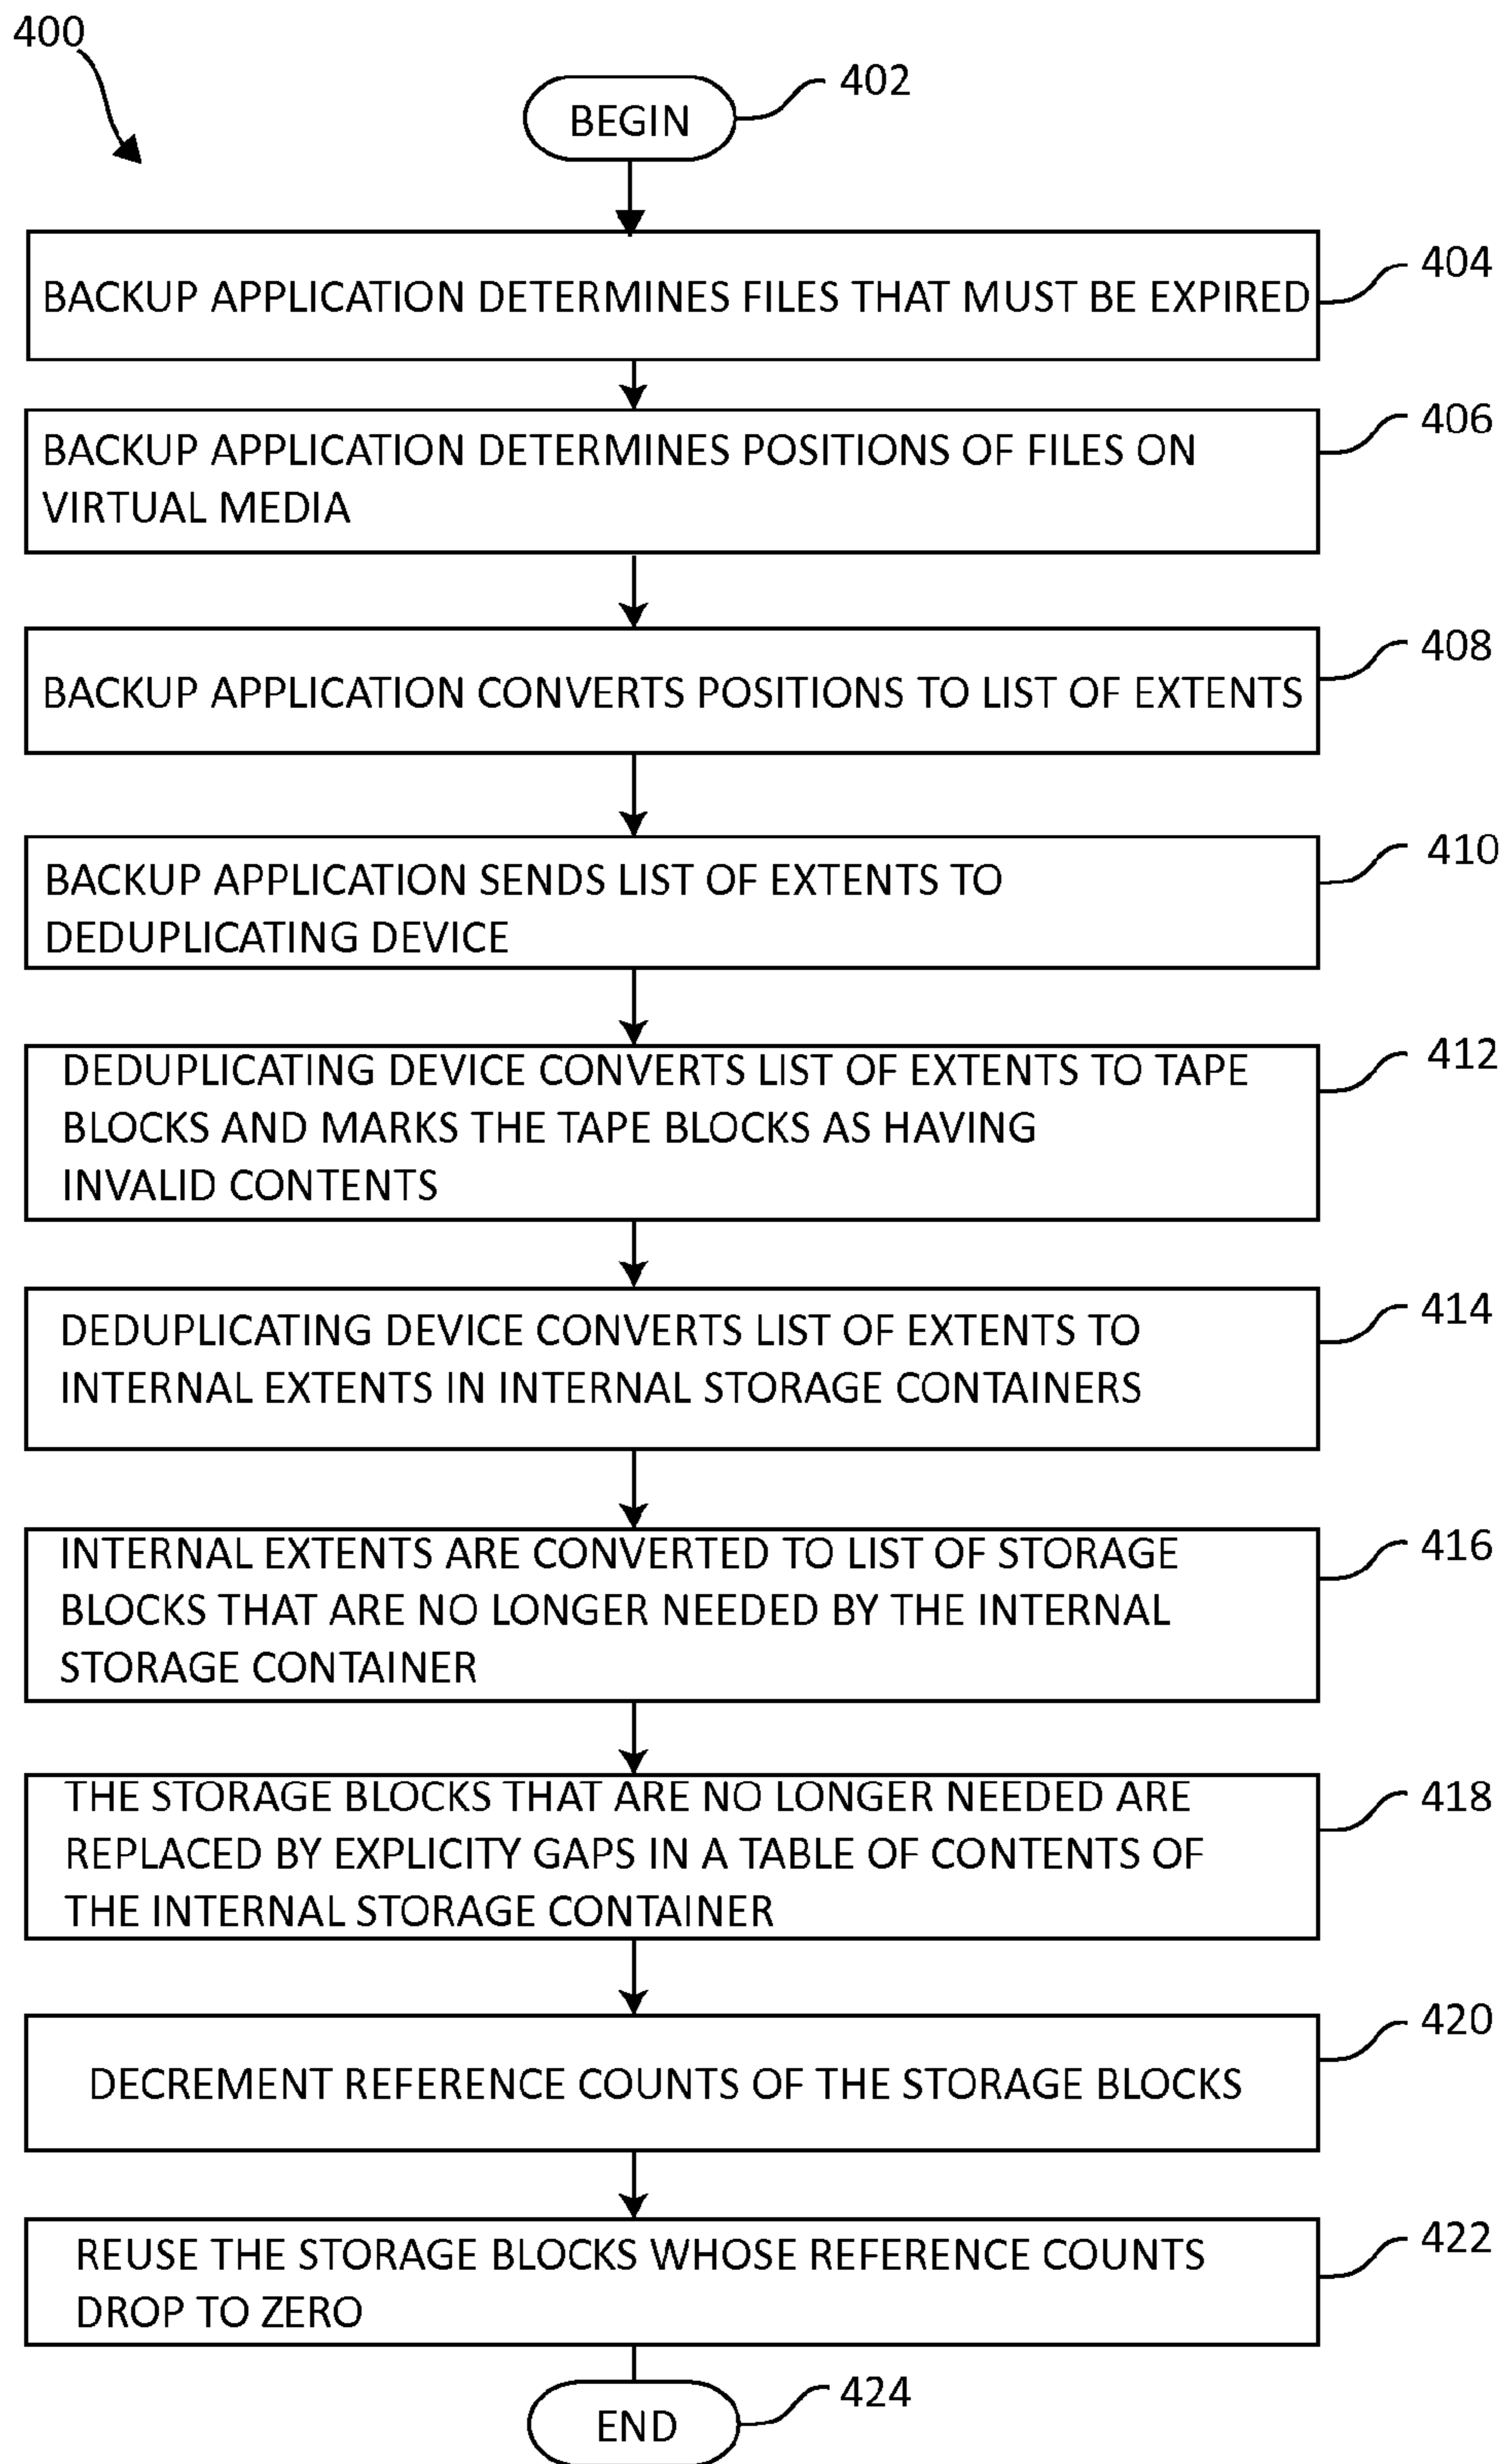 400
BEGIN
402
BACKUP APPLICATION DETERMINES FILES THAT MUST BE EXPIRED
404
BACKUP APPLICATION DETERMINES POSITIONS OF FILES ON
VIRTUAL MEDIA
406
BACKUP APPLICATION CONVERTS POSITIONS TO LIST OF EXTENTS
408
BACKUP APPLICATION SENDS LIST OF EXTENTS TO
DEDUPLICATING DEVICE
410
DEDUPLICATING DEVICE CONVERTS LIST OF EXTENTS TO TAPE
BLOCKS AND MARKS THE TAPE BLOCKS AS HAVING
INVALID CONTENTS
412
DEDUPLICATING DEVICE CONVERTS LIST OF EXTENTS TO
INTERNAL EXTENTS IN INTERNAL STORAGE CONTAINERS
414
INTERNAL EXTENTS ARE CONVERTED TO LIST OF STORAGE
BLOCKS THAT ARE NO LONGER NEEDED BY THE INTERNAL
STORAGE CONTAINER
416
THE STORAGE BLOCKS THAT ARE NO LONGER NEEDED ARE
REPLACED BY EXPLICITY GAPS IN A TABLE OF CONTENTS OF
THE INTERNAL STORAGE CONTAINER
418
DECREMENT REFERENCE COUNTS OF THE STORAGE BLOCKS
420
REUSE THE STORAGE BLOCKS WHOSE REFERENCE COUNTS
DROP TO ZERO
422
END
424